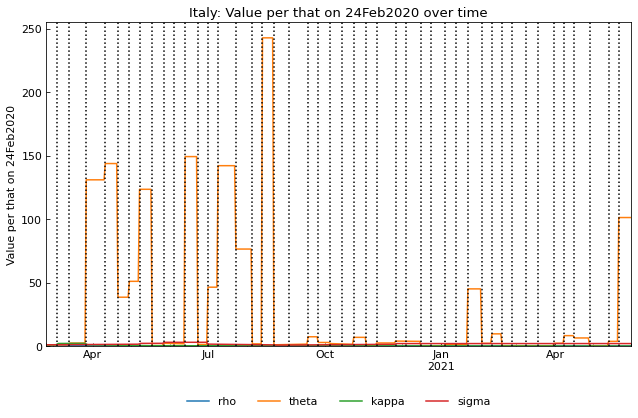 Italy: Value per that on 24Feb2020 over time
Value per that on 24Feb2020
250
200
150
100
50
0
Apr Jul Oct Jan Apr
2021
rho theta kappa sigma